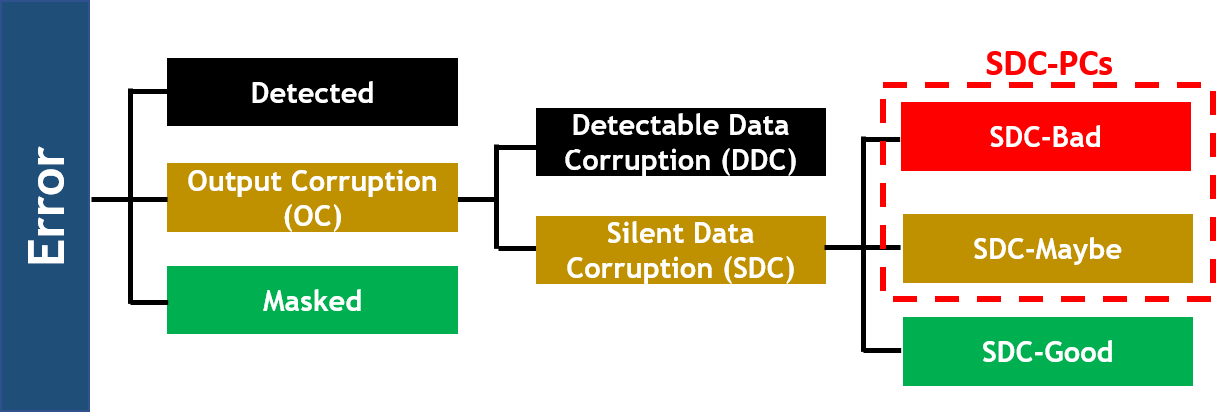 Error
Detected
Output Corruption
(OC)
Masked
Detectable Data
Corruption (DDC)
Silent Data
Corruption (SDC)
SDC-PCs
SDC-Bad
SDC-Maybe
SDC-Good